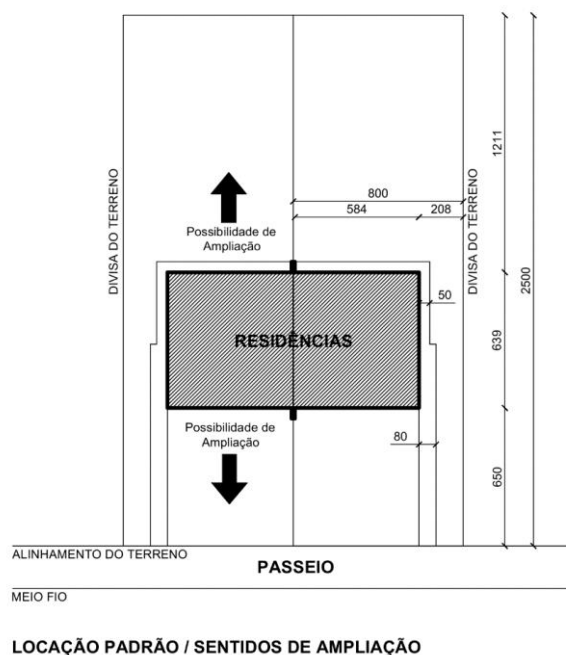 1211
DIVISA DO TERRENO
800
DIVISA DO TERRENO
584
208
Possibilidade de
Ampliação
2500
50
RESIDÊNCIAS
639
Possibilidade de
Ampliação
80
650
ALINHAMENTO DO TERRENO
PASSEIO
MEIO FIO
LOCAÇÃO PADRÃO / SENTIDOS DE AMPLIAÇÃO